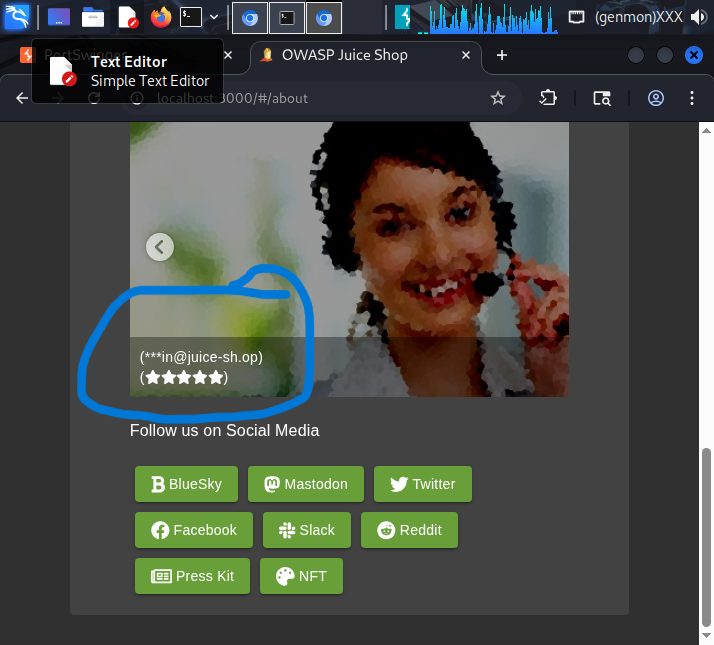 (genmon)XXX
PortSwigger
OWASP Juice Shop
Text Editor
Simple Text Editor
localhost:3000/#/about
(***in@juice-sh.op)
(★★★★★)
Follow us on Social Media
BlueSky Mastodon Twitter
Facebook Slack Reddit
Press Kit NFT